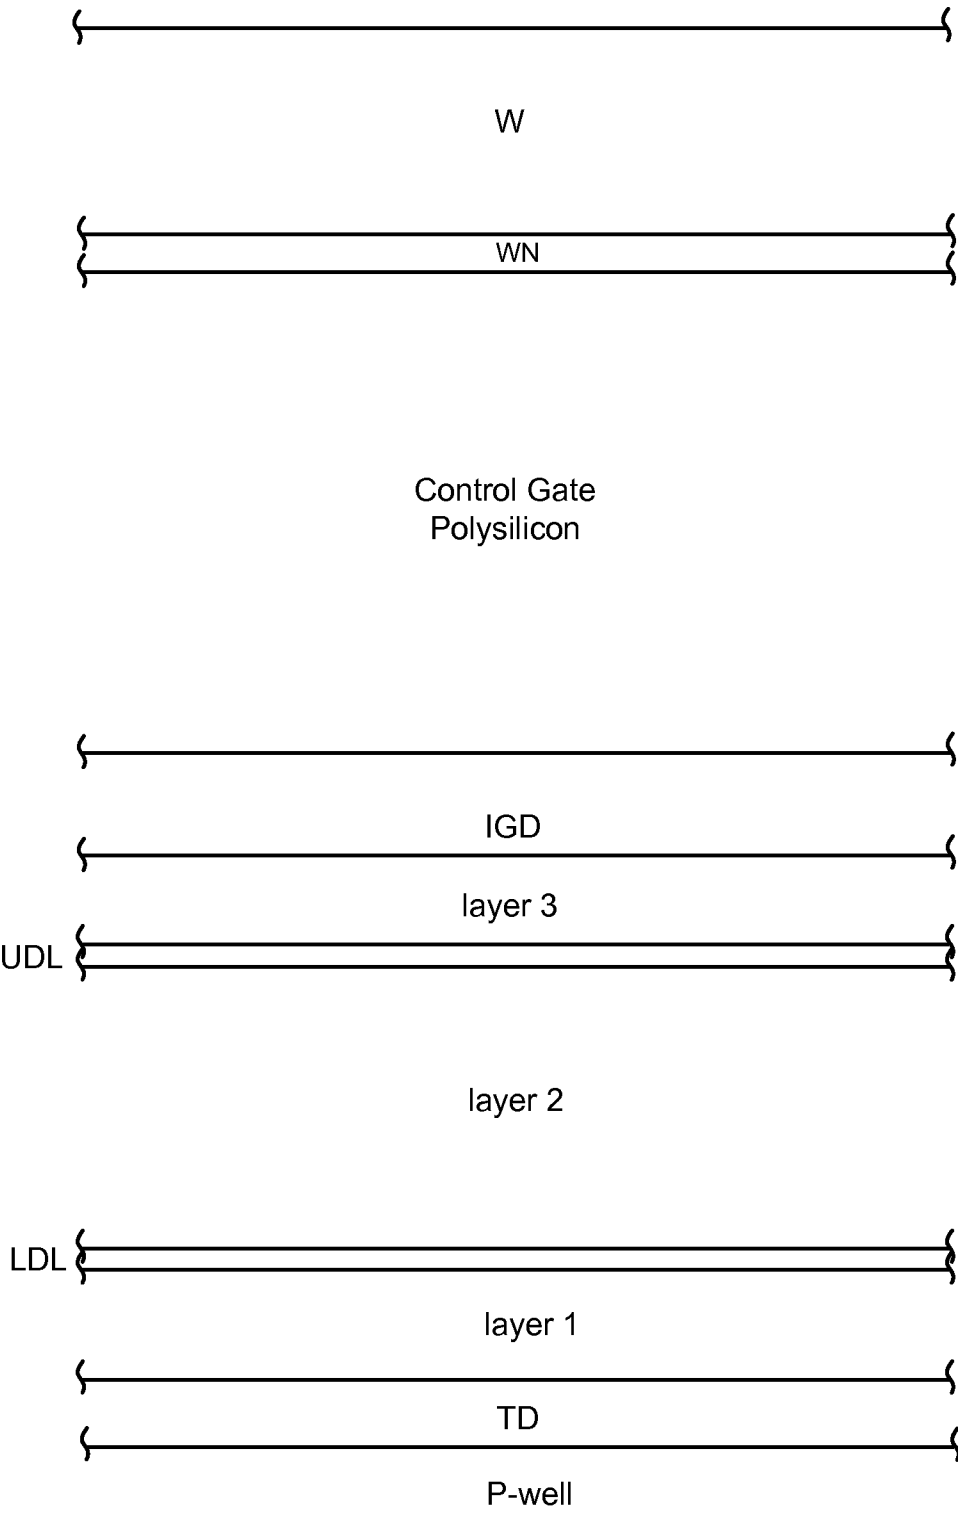 W
WN
Control Gate
Polysilicon
IGD
layer 3
UDL
layer 2
LDL
layer 1
TD
P-well